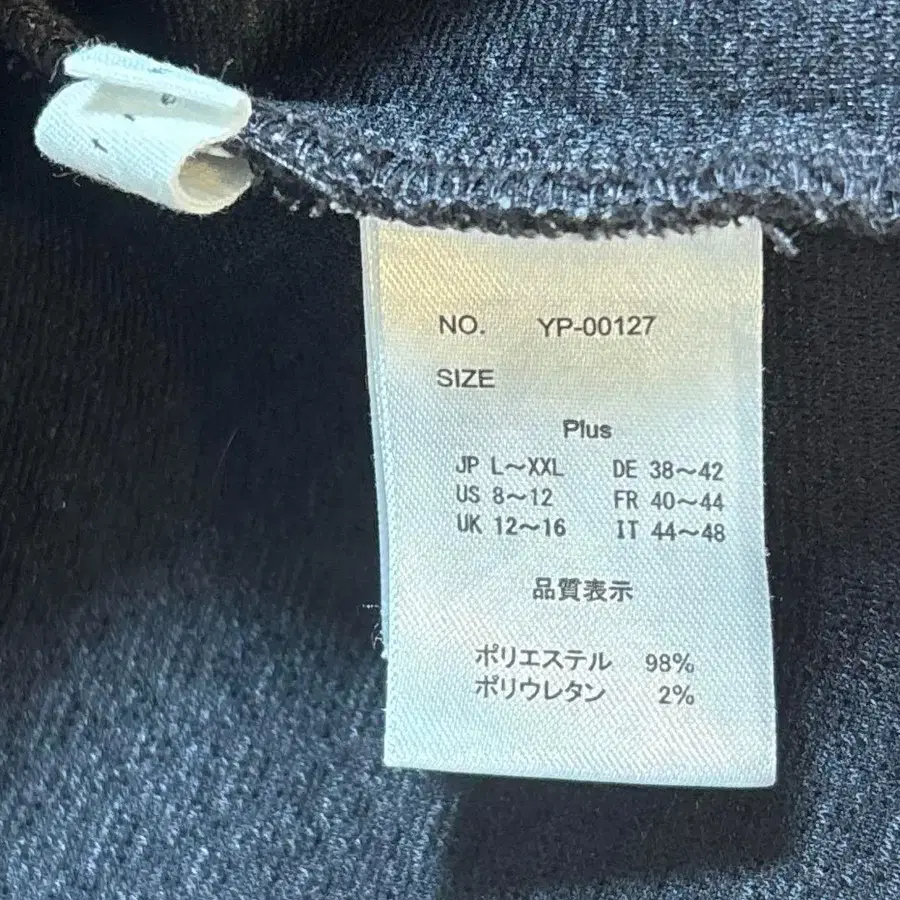 NO. YP-00127
SIZE
Plus
JP L～XXL DE 38～42
US 8～12 FR 40～44
UK 12～16 IT 44～48
品質表示
ポリエステル 98%
ポリウレタン 2%